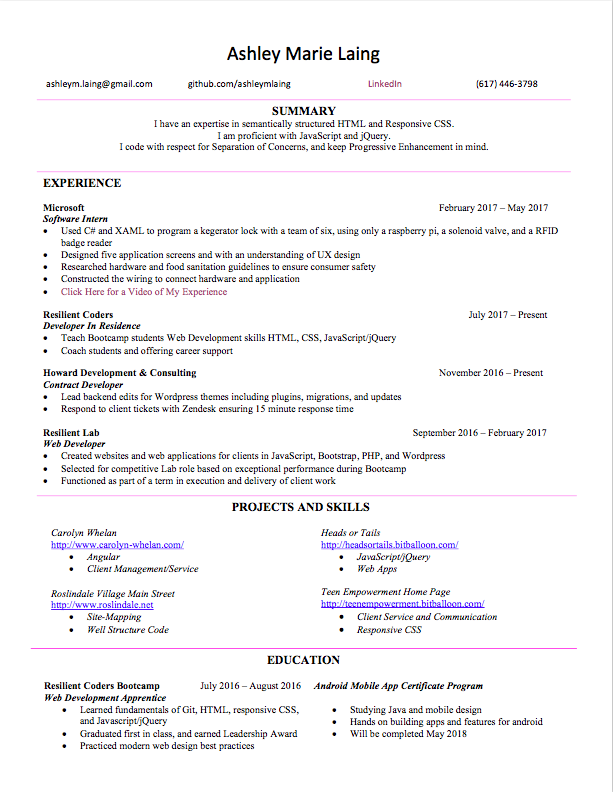 Ashley Marie Laing
ashleym.laing@gmail.com github.com/ashleymlaing LinkedIn (617) 446-3798
SUMMARY
I have an expertise in semantically structured HTML and Responsive CSS.
I am proficient with JavaScript and jQuery.
I code with respect for Separation of Concerns, and keep Progressive Enhancement in mind.
EXPERIENCE
Microsoft February 2017 – May 2017
Software Intern
• Used C# and XAML to program a kegerator lock with a team of six, using only a raspberry pi, a solenoid valve, and a RFID
badge reader
• Designed five application screens and with an understanding of UX design
• Researched hardware and food sanitation guidelines to ensure consumer safety
• Constructed the wiring to connect hardware and application
• Click Here for a Video of My Experience
Resilient Coders July 2017 – Present
Developer In Residence
• Teach Bootcamp students Web Development skills HTML, CSS, JavaScript/jQuery
• Coach students and offering career support
Howard Development & Consulting November 2016 – Present
Contract Developer
• Lead backend edits for Wordpress themes including plugins, migrations, and updates
• Respond to client tickets with Zendesk ensuring 15 minute response time
Resilient Lab September 2016 – February 2017
Web Developer
• Created websites and web applications for clients in JavaScript, Bootstrap, PHP, and Wordpress
• Selected for competitive Lab role based on exceptional performance during Bootcamp
• Functioned as part of a term in execution and delivery of client work
PROJECTS AND SKILLS
Carolyn Whelan
http://www.carolyn-whelan.com/
• Angular
• Client Management/Service
Roslindale Village Main Street
http://www.roslindale.net
• Site-Mapping
• Well Structure Code
Heads or Tails
http://headsortails.bitballoon.com/
• JavaScript/jQuery
• Web Apps
Teen Empowerment Home Page
http://teenempowerment.bitballoon.com/
• Client Service and Communication
• Responsive CSS
EDUCATION
Resilient Coders Bootcamp July 2016 – August 2016
Web Development Apprentice
• Learned fundamentals of Git, HTML, responsive CSS,
and Javascript/jQuery
• Graduated first in class, and earned Leadership Award
• Practiced modern web design best practices
Android Mobile App Certificate Program
• Studying Java and mobile design
• Hands on building apps and features for android
• Will be completed May 2018